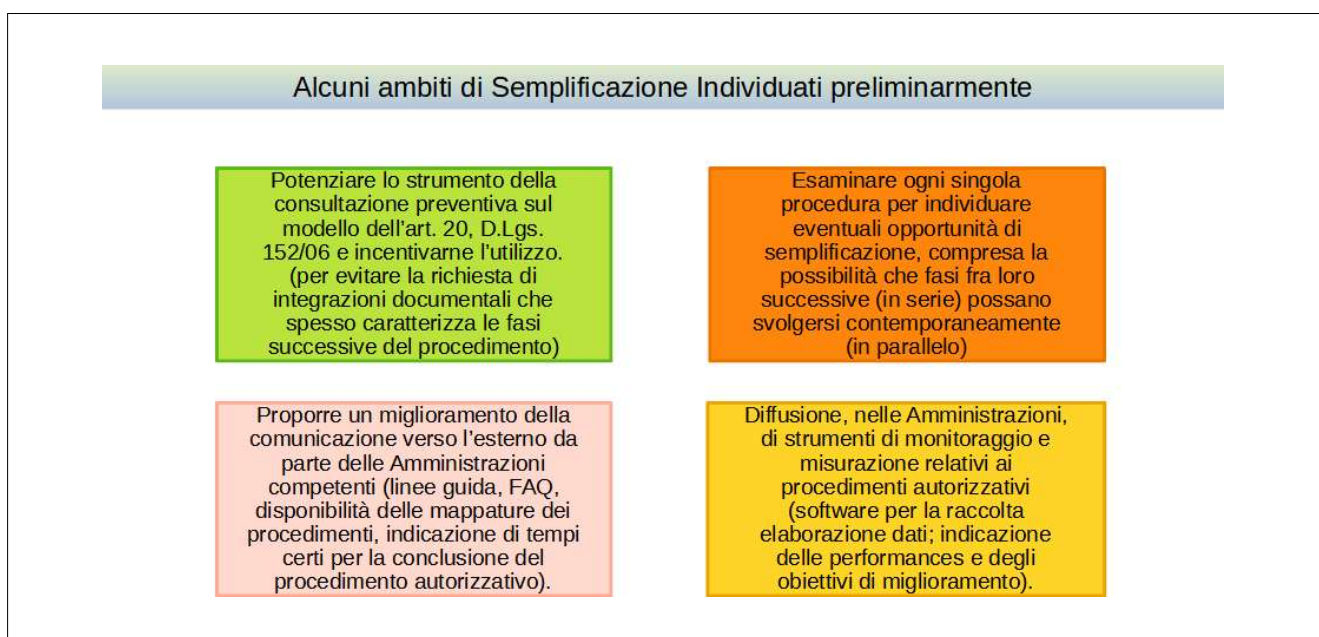 Alcuni ambiti di Semplificazione Individuati preliminarmente
Potenziare lo strumento della
consultazione preventiva sul
modello dell'art. 20, D.Lgs.
152/06 e incentivarne l'utilizzo.
(per evitare la richiesta di
integrazioni documentali che
spesso caratterizza le fasi
successive del procedimento)
Esaminare ogni singola
procedura per individuare
eventuali opportunità di
semplificazione, compresa la
possibilità che fasi fra loro
successive (in serie) possano
svolgersi contemporaneamente
(in parallelo)
Proporre un miglioramento della
comunicazione verso l'esterno da
parte delle Amministrazioni
competenti (linee guida, FAQ,
disponibilità delle mappature dei
procedimenti, indicazione di tempi
certi per la conclusione del
procedimento autorizzativo).
Diffusione, nelle Amministrazioni,
di strumenti di monitoraggio e
misurazione relativi ai
procedimenti autorizzativi
(software per la raccolta
elaborazione dati; indicazione
delle performances e degli
obiettivi di miglioramento).